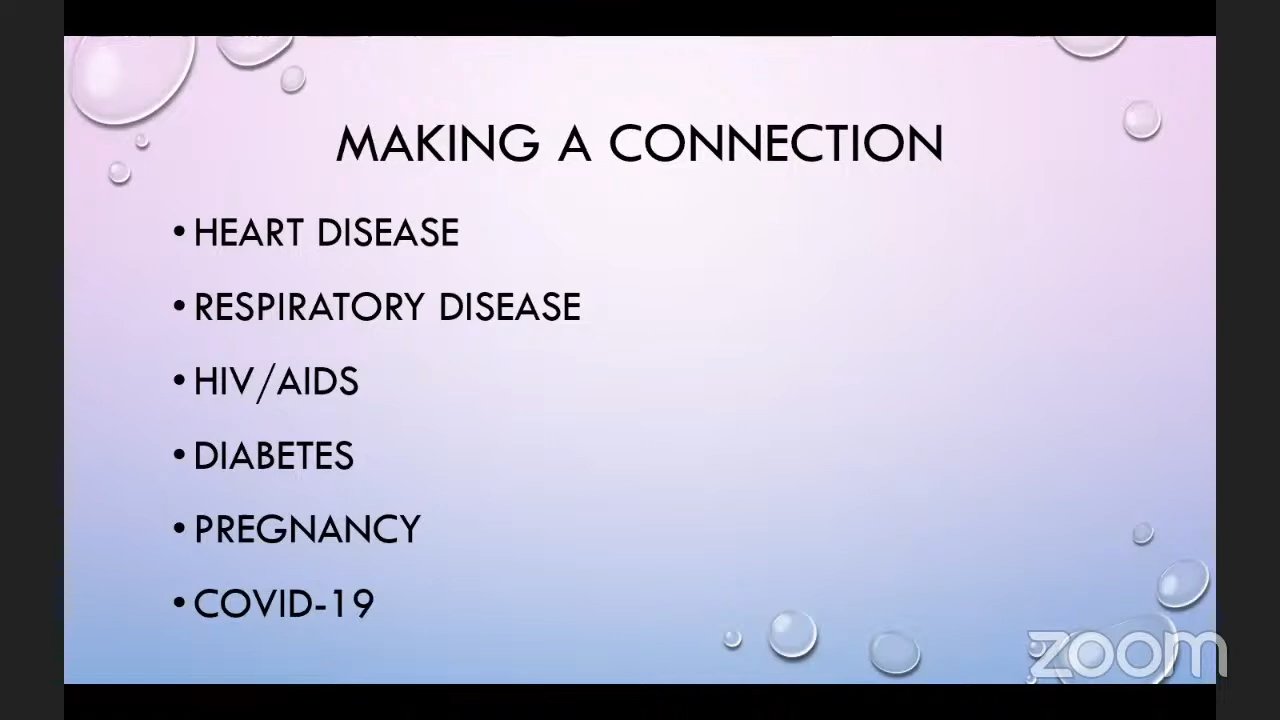 MAKING A CONNECTION
• HEART DISEASE
• RESPIRATORY DISEASE
• HIV/AIDS
• DIABETES
• PREGNANCY
• COVID-19
zoom